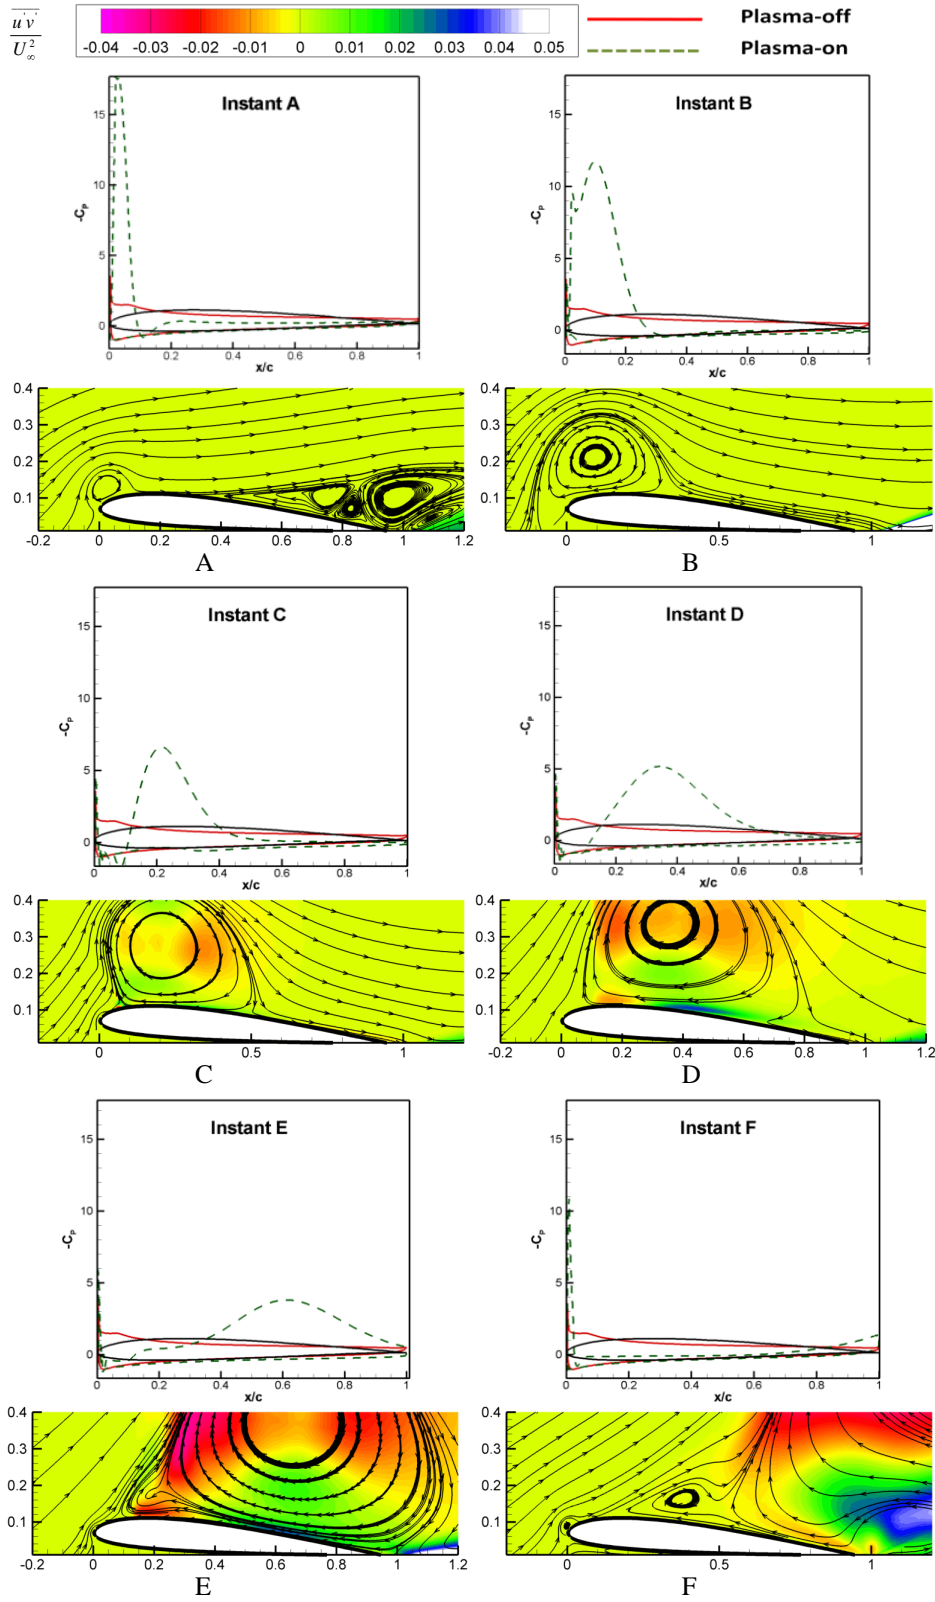 u'v' / U∞² Plasma-off
-0.04 -0.03 -0.02 -0.01 0 0.01 0.02 0.03 0.04 0.05 Plasma-on
Instant A
-Cp
15
10
5
0
0 0.2 0.4 0.6 0.8 1
x/c
Instant B
-Cp
15
10
5
0
0 0.2 0.4 0.6 0.8 1
x/c
0.4
0.3
0.2
0.1
-0.2 0 0.2 0.4 0.6 0.8 1 1.2
A
0.4
0.3
0.2
0.1
0 0.5 1
B
Instant C
-Cp
15
10
5
0
0 0.2 0.4 0.6 0.8 1
x/c
Instant D
-Cp
15
10
5
0
0 0.2 0.4 0.6 0.8 1
x/c
0.4
0.3
0.2
0.1
0 0.5 1
C
0.4
0.3
0.2
0.1
-0.2 0 0.2 0.4 0.6 0.8 1 1.2
D
Instant E
-Cp
15
10
5
0
0 0.2 0.4 0.6 0.8 1
x/c
Instant F
-Cp
15
10
5
0
0 0.2 0.4 0.6 0.8 1
x/c
0.4
0.3
0.2
0.1
-0.2 0 0.2 0.4 0.6 0.8 1 1.2
E
0.4
0.3
0.2
0.1
0 0.5 1
F